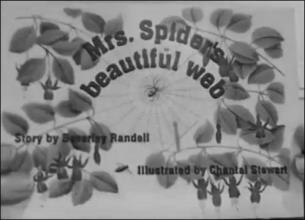 Mrs. Spider's
beautiful web
Story by Beverley Randell
Illustrated by Chantal Stewart